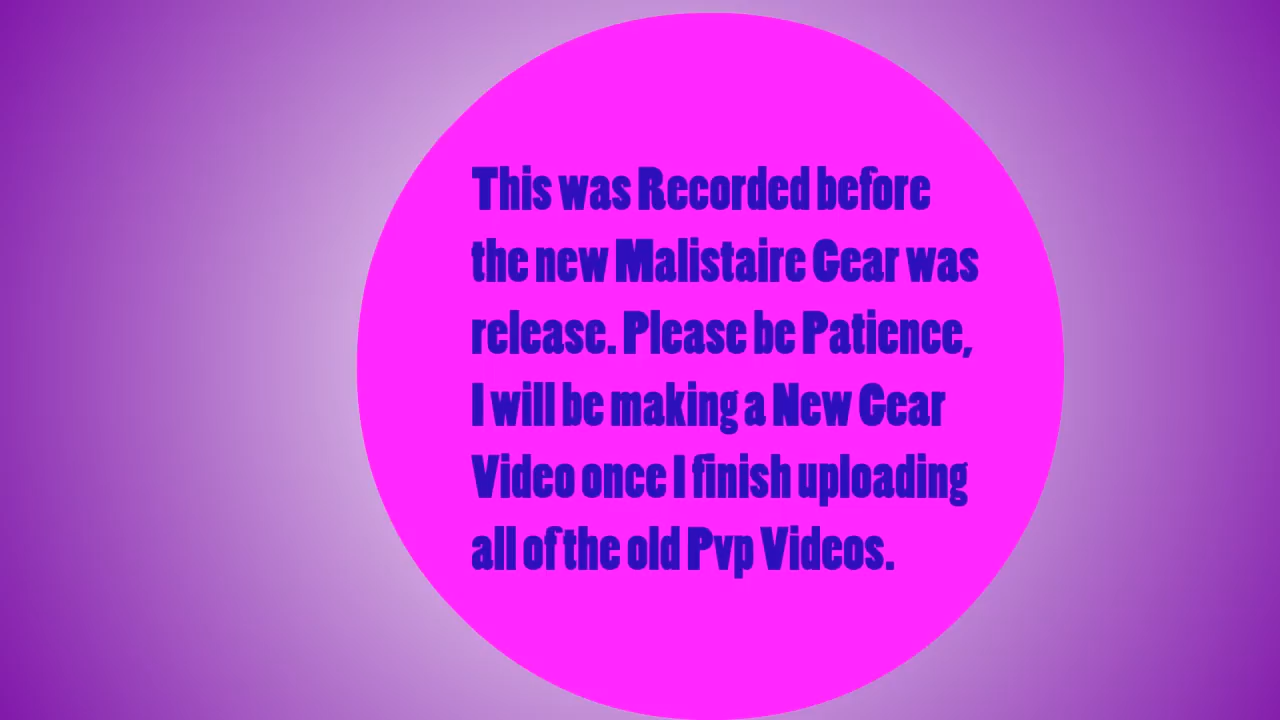 This was Recorded before
the new Malistaire Gear was
release. Please be Patience,
I will be making a New Gear
Video once I finish uploading
all of the old Pvp Videos.